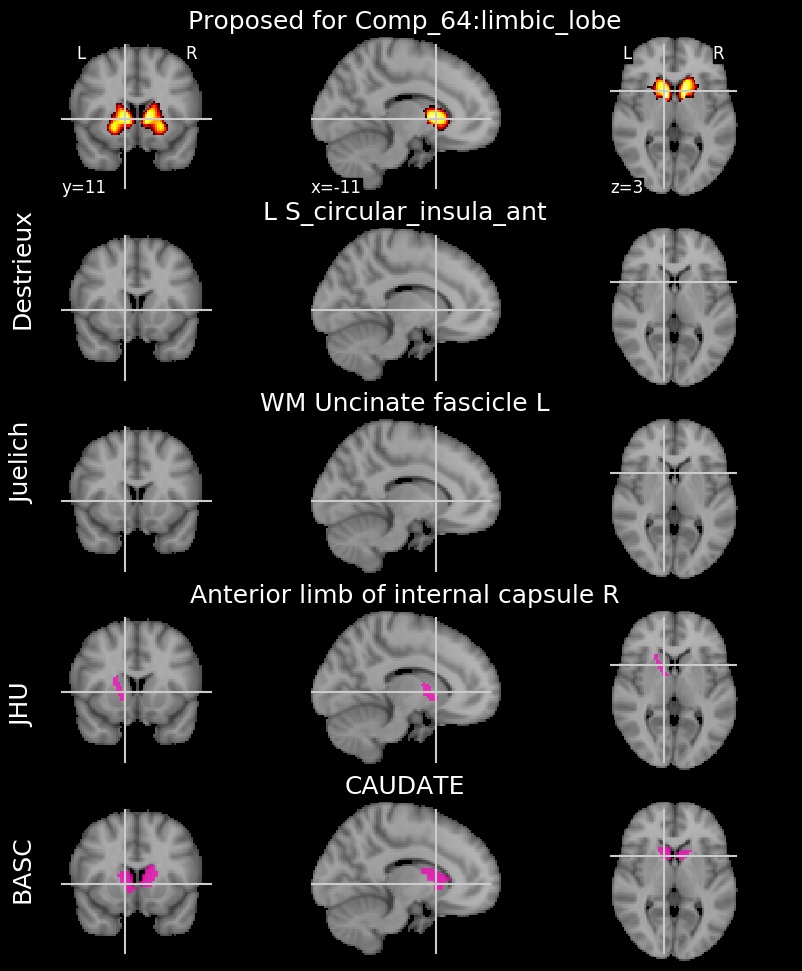 Proposed for Comp_64:limbic_lobe
L R L R
y=11 x=-11 z=3
L S_circular_insula_ant
Destrieux
WM Uncinate fascicle L
Juelich
Anterior limb of internal capsule R
JHU
CAUDATE
BASC